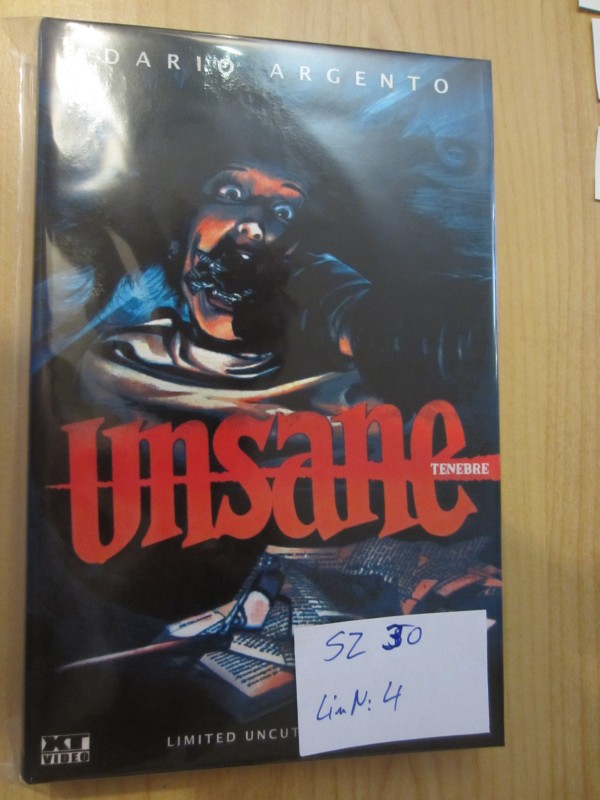 DARIO ARGENTO
Unsane
TENEBRE
SZ 30
Lim N: 4
LIMITED UNCUT
XT
VIDEO